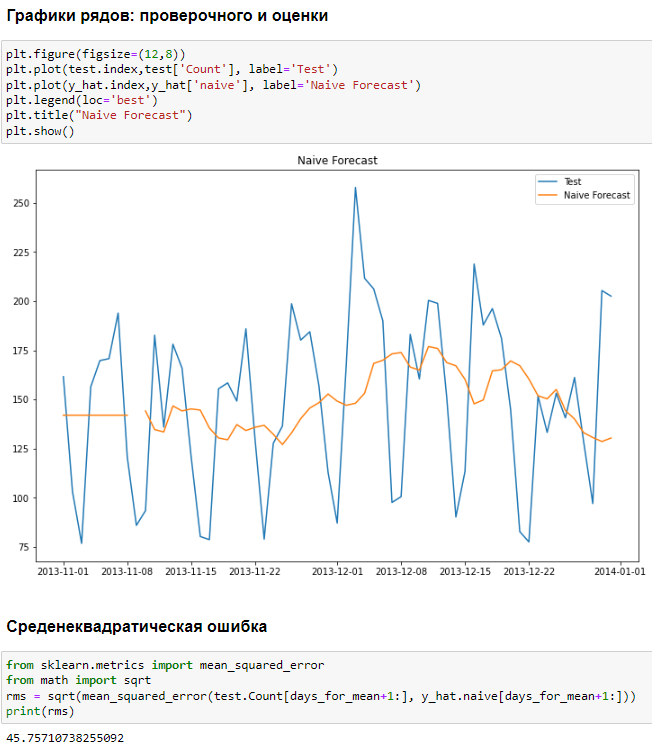 Графики рядов: проверочного и оценки
plt.figure(figsize=(12,8))
plt.plot(test.index,test['Count'], label='Test')
plt.plot(y_hat.index,y_hat['naive'], label='Naive Forecast')
plt.legend(loc='best')
plt.title("Naive Forecast")
plt.show()
Naive Forecast
Test
Naive Forecast
250
225
200
175
150
125
100
75
2013-11-01 2013-11-08 2013-11-15 2013-11-22 2013-12-01 2013-12-08 2013-12-15 2013-12-22 2014-01-01
Среденеквадратическая ошибка
from sklearn.metrics import mean_squared_error
from math import sqrt
rms = sqrt(mean_squared_error(test.Count[days_for_mean+1:], y_hat.naive[days_for_mean+1:]))
print(rms)
45.75710738255092